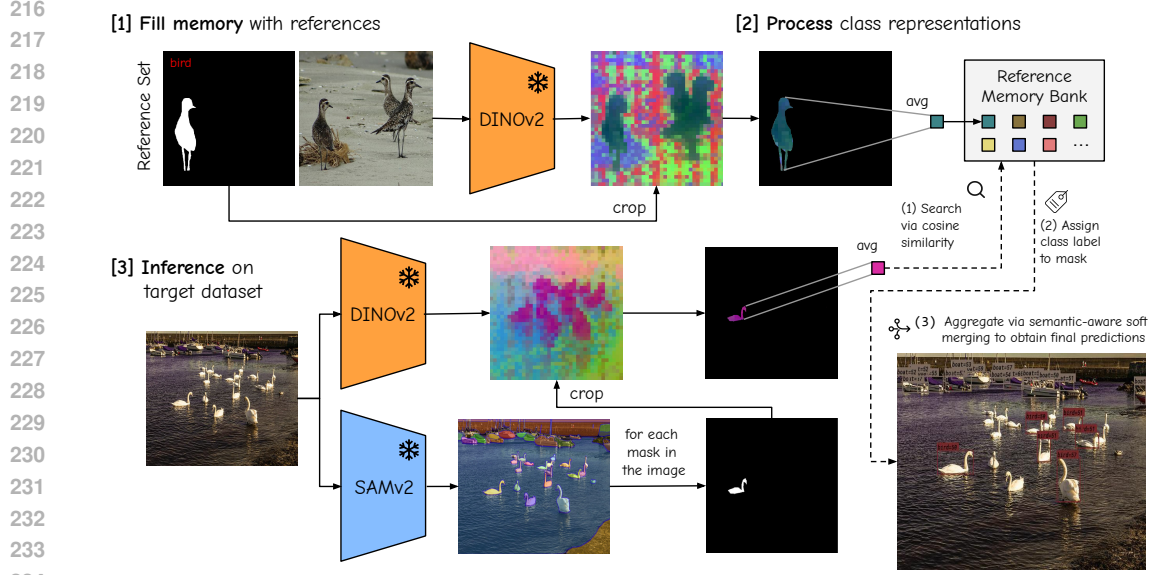 216
217
218
219
220
221
222
223
224
225
226
227
228
229
230
231
232
233
[1] Fill memory with references
[2] Process class representations
Reference Set
bird
DINOv2
crop
avg
Reference
Memory Bank
...
(1) Search
via cosine
similarity
(2) Assign
class label
to mask
[3] Inference on
target dataset
DINOv2
avg
crop
SAMv2
for each
mask in
the image
(3) Aggregate via semantic-aware soft
merging to obtain final predictions